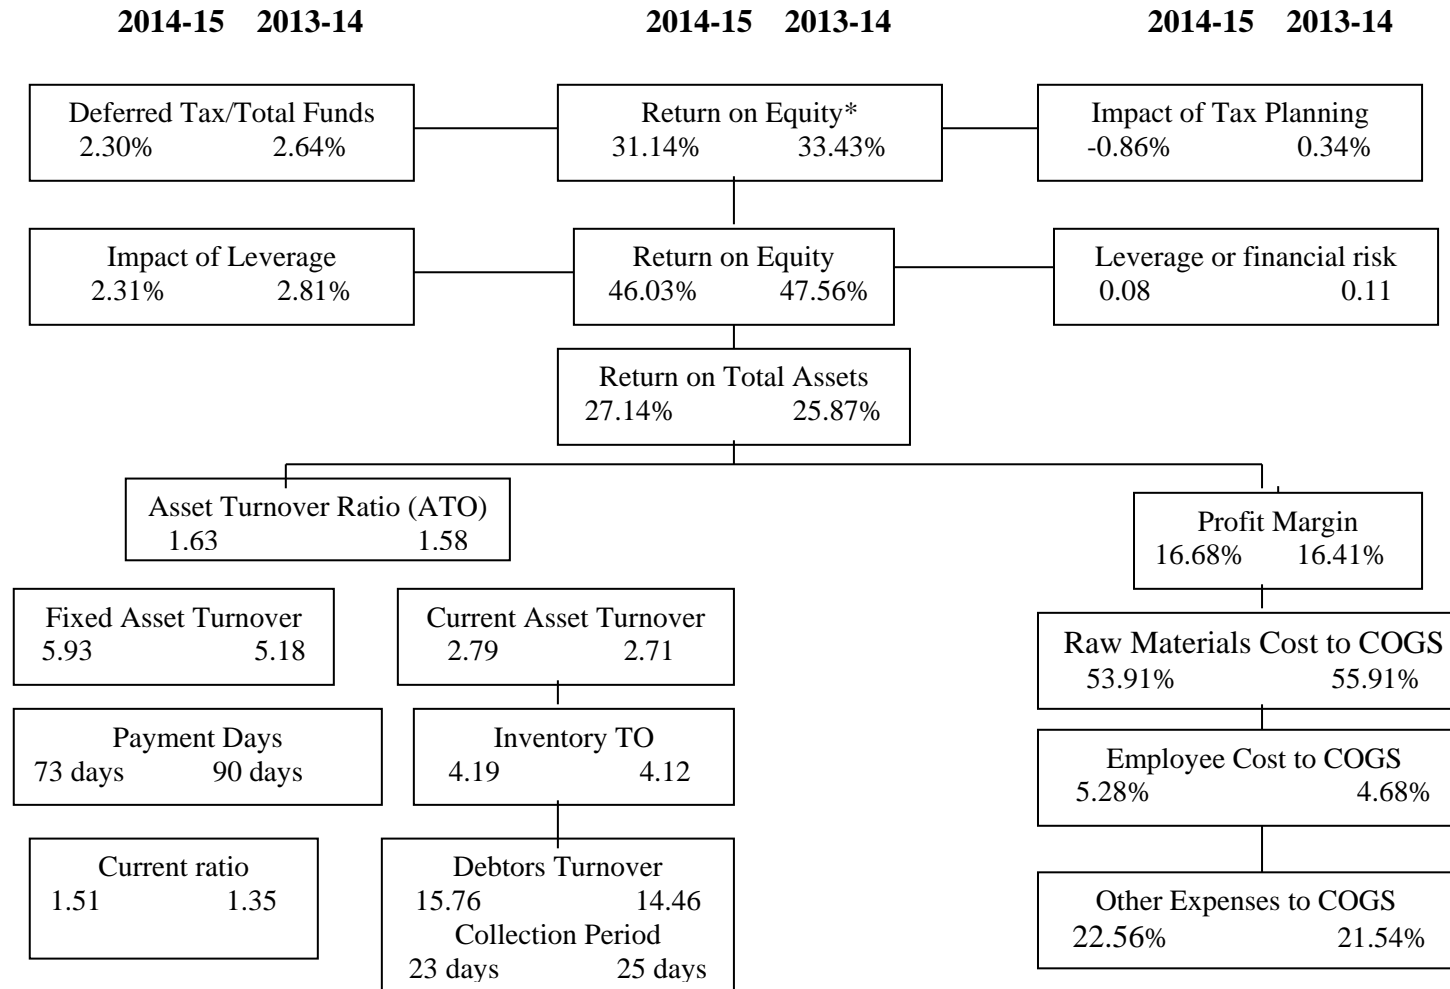 2014-15 2013-14 2014-15 2013-14 2014-15 2013-14
Deferred Tax/Total Funds
2.30% 2.64%
Return on Equity*
31.14% 33.43%
Impact of Tax Planning
-0.86% 0.34%
Impact of Leverage
2.31% 2.81%
Return on Equity
46.03% 47.56%
Leverage or financial risk
0.08 0.11
Return on Total Assets
27.14% 25.87%
Asset Turnover Ratio (ATO)
1.63 1.58
Profit Margin
16.68% 16.41%
Fixed Asset Turnover
5.93 5.18
Current Asset Turnover
2.79 2.71
Raw Materials Cost to COGS
53.91% 55.91%
Payment Days
73 days 90 days
Inventory TO
4.19 4.12
Employee Cost to COGS
5.28% 4.68%
Current ratio
1.51 1.35
Debtors Turnover
15.76 14.46
Collection Period
23 days 25 days
Other Expenses to COGS
22.56% 21.54%